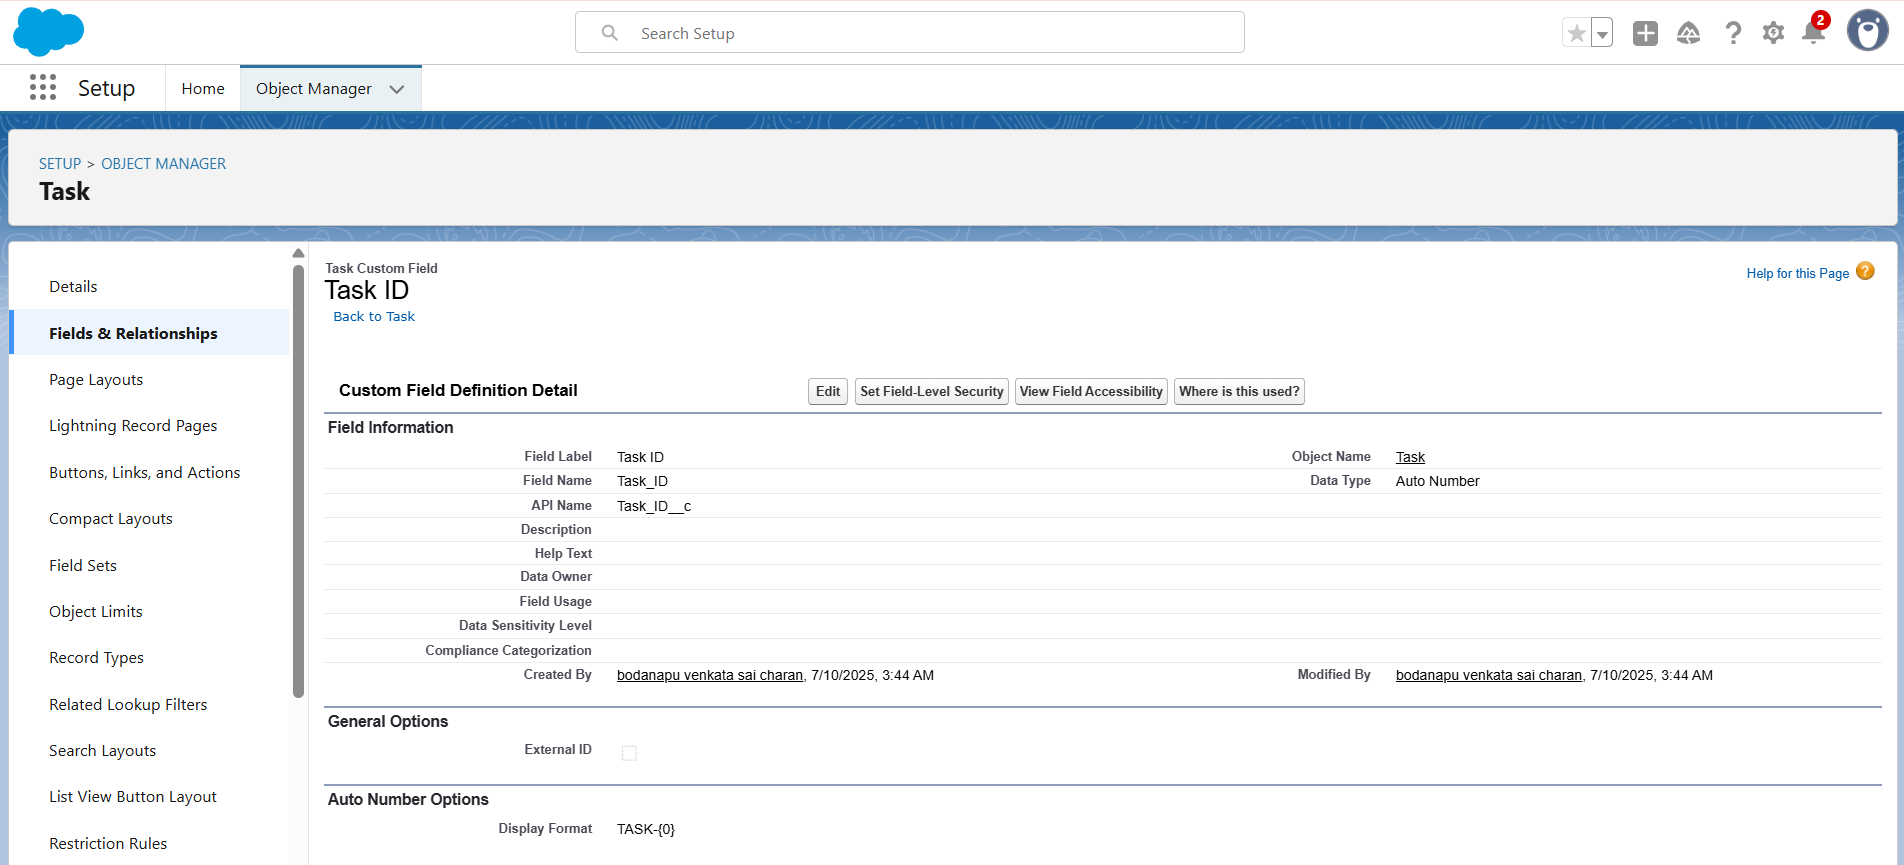 Search Setup
2
Setup
Home
Object Manager
SETUP > OBJECT MANAGER
Task
Details
Fields & Relationships
Page Layouts
Lightning Record Pages
Buttons, Links, and Actions
Compact Layouts
Field Sets
Object Limits
Record Types
Related Lookup Filters
Search Layouts
List View Button Layout
Restriction Rules
Task Custom Field
Task ID
Back to Task
Help for this Page ?
Custom Field Definition Detail
Edit
Set Field-Level Security
View Field Accessibility
Where is this used?
Field Information
Field Label Task ID Object Name Task
Field Name Task_ID Data Type Auto Number
API Name Task_ID__c
Description
Help Text
Data Owner
Field Usage
Data Sensitivity Level
Compliance Categorization
Created By bodanapu venkata sai charan, 7/10/2025, 3:44 AM Modified By bodanapu venkata sai charan, 7/10/2025, 3:44 AM
General Options
External ID
Auto Number Options
Display Format TASK-{0}